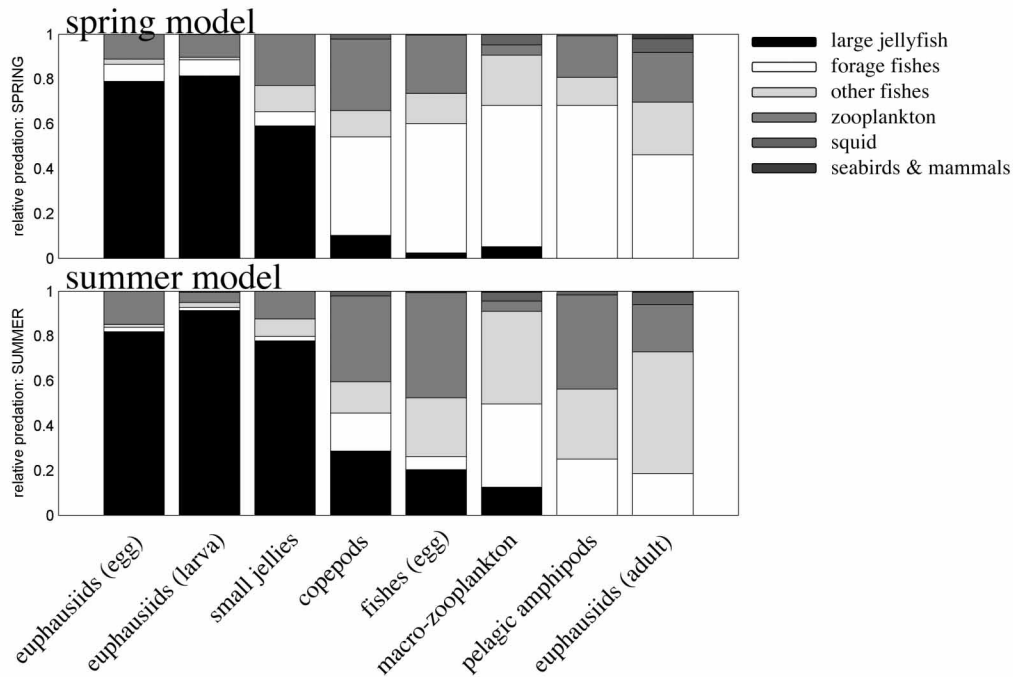 spring model
1
0.8
0.6
0.4
0.2
0
relative predation: SPRING
large jellyfish
forage fishes
other fishes
zooplankton
squid
seabirds & mammals
summer model
1
0.8
0.6
0.4
0.2
0
relative predation: SUMMER
euphausiids (egg)
euphausiids (larva)
small jellies
copepods
fishes (egg)
macro-zooplankton
pelagic amphipods
euphausiids (adult)